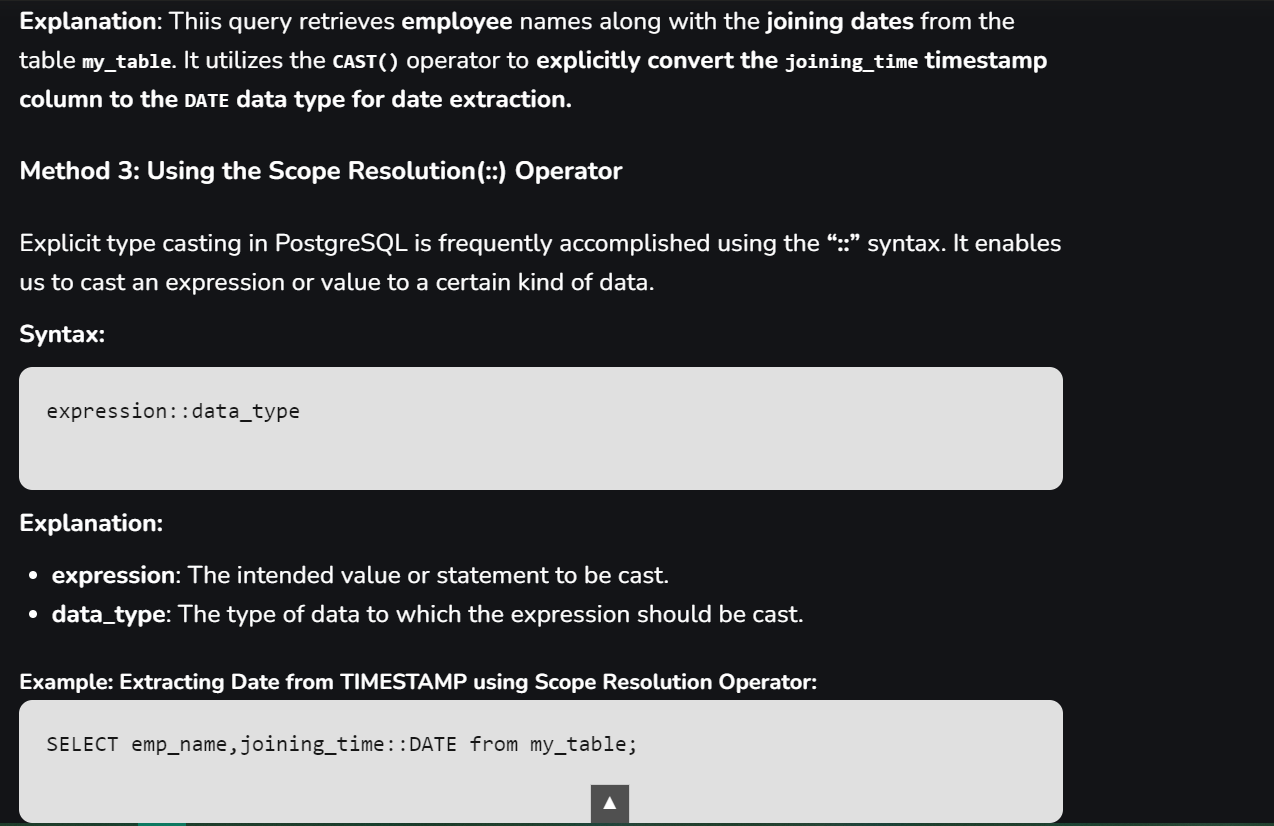 Explanation: Thiis query retrieves employee names along with the joining dates from the
table my_table. It utilizes the CAST() operator to explicitly convert the joining_time timestamp
column to the DATE data type for date extraction.
Method 3: Using the Scope Resolution(::) Operator
Explicit type casting in PostgreSQL is frequently accomplished using the “::” syntax. It enables
us to cast an expression or value to a certain kind of data.
Syntax:
expression::data_type
Explanation:
• expression: The intended value or statement to be cast.
• data_type: The type of data to which the expression should be cast.
Example: Extracting Date from TIMESTAMP using Scope Resolution Operator:
SELECT emp_name,joining_time::DATE from my_table;